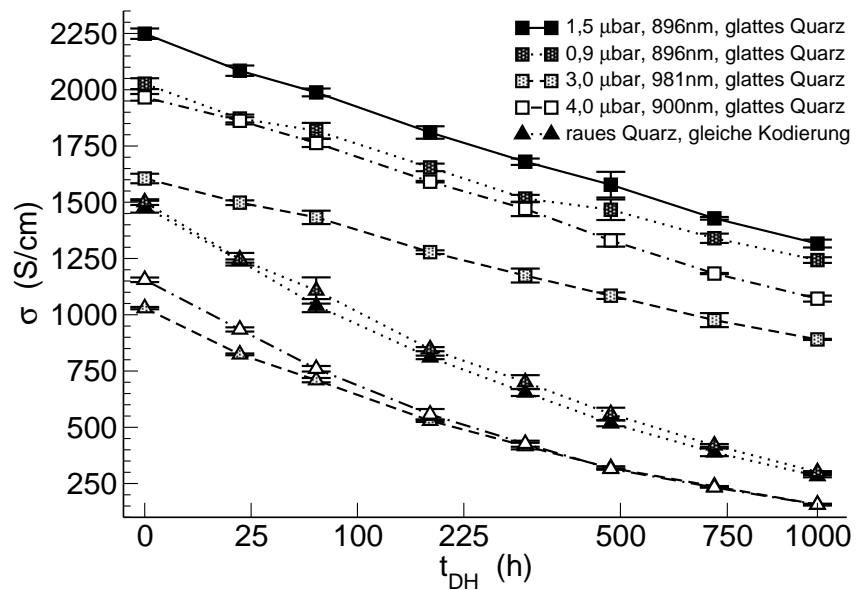 2250
2000
1750
1500
1250
1000
750
500
250
σ (S/cm)
1,5 μbar, 896nm, glattes Quarz
0,9 μbar, 896nm, glattes Quarz
3,0 μbar, 981nm, glattes Quarz
4,0 μbar, 900nm, glattes Quarz
raues Quarz, gleiche Kodierung
0 25 100 225 500 750 1000
t_DH (h)